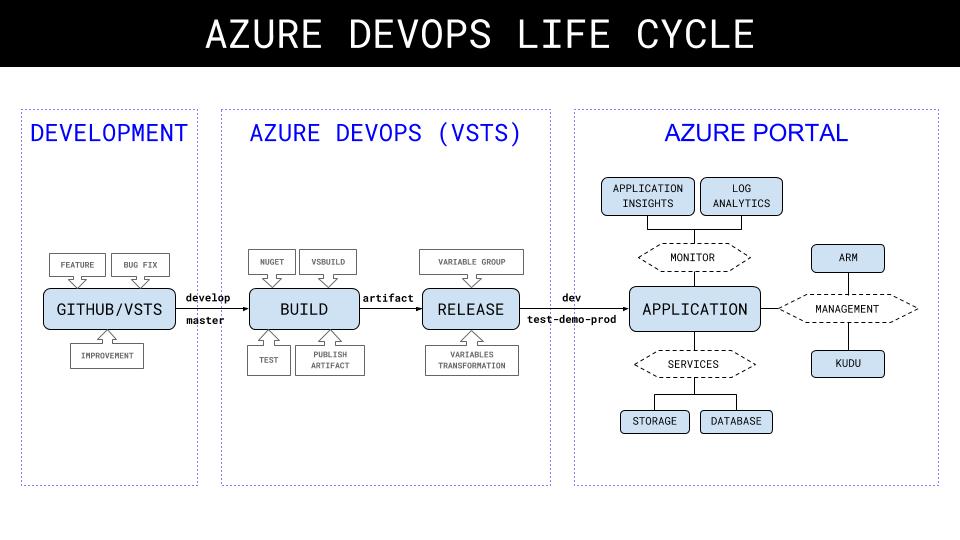 AZURE DEVOPS LIFE CYCLE
DEVELOPMENT
FEATURE
BUG FIX
GITHUB/VSTS
IMPROVEMENT
develop
master
AZURE DEVOPS (VSTS)
NUGET
VSBUILD
BUILD
TEST
PUBLISH
ARTIFACT
artifact
VARIABLE GROUP
RELEASE
VARIABLES
TRANSFORMATION
dev
test-demo-prod
AZURE PORTAL
APPLICATION
INSIGHTS
LOG
ANALYTICS
MONITOR
APPLICATION
ARM
MANAGEMENT
KUDU
SERVICES
STORAGE
DATABASE